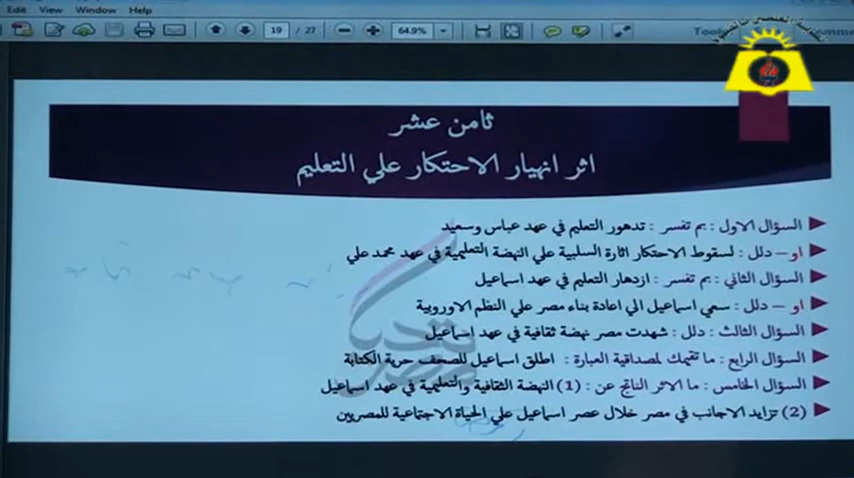 Edit View Window Help
19 / 27 64.9%
ثامن عشر
اثر انهيار الاحتكار علي التعليم
السؤال الاول : بم تفسر : تدهور التعليم في عهد عباس وسعيد
او – دلل : لسقوط الاحتكار اثارة السلبية علي النهضة التعليمية في عهد محمد علي
السؤال الثاني : بم تفسر : ازدهار التعليم في عهد اسماعيل
او – دلل : سعي اسماعيل الي اعادة بناء مصر علي النظم الاوروبية
السؤال الثالث : دلل : شهدت مصر نهضة ثقافية في عهد اسماعيل
السؤال الرابع : ما تقيمك لمصداقية العبارة : اطلق اسماعيل للصحف حرية الكتابة
السؤال الخامس : ما الاثر الناتج عن : (1) النهضة الثقافية والتعليمية في عهد اسماعيل
(2) تزايد الاجانب في مصر خلال عصر اسماعيل علي الحياة الاجتماعية للمصريين